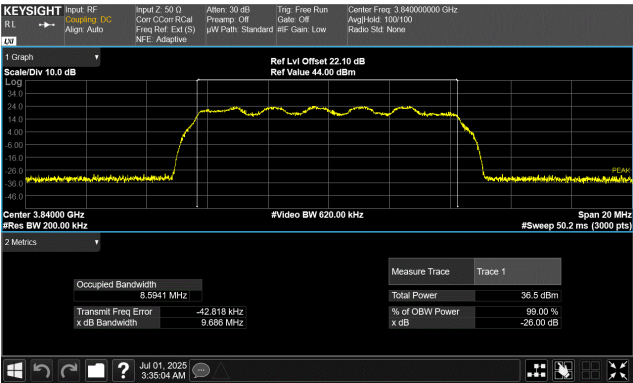 KEYSIGHT Input: RF Input Z: 50 Ω Atten: 30 dB Trig: Free Run Center Freq: 3.840000000 GHz
RL Coupling: DC Corr CCorr RCal Preamp: Off Gate: Off Avg|Hold: 100/100
Align: Auto Freq Ref: Ext (S) µW Path: Standard #IF Gain: Low Radio Std: None
LXI NFE: Adaptive
1 Graph
Ref Lvl Offset 22.10 dB
Scale/Div 10.0 dB Ref Value 44.00 dBm
Log
34.0
24.0
14.0
4.00
-6.00
-16.0
PEAK
-26.0
-36.0
-46.0
Center 3.84000 GHz #Video BW 620.00 kHz Span 20 MHz
#Res BW 200.00 kHz #Sweep 50.2 ms (3000 pts)
2 Metrics
Measure Trace Trace 1
Occupied Bandwidth
8.5941 MHz Total Power 36.5 dBm
Transmit Freq Error -42.818 kHz % of OBW Power 99.00 %
x dB Bandwidth 9.686 MHz x dB -26.00 dB
? Jul 01, 2025
3:35:04 AM